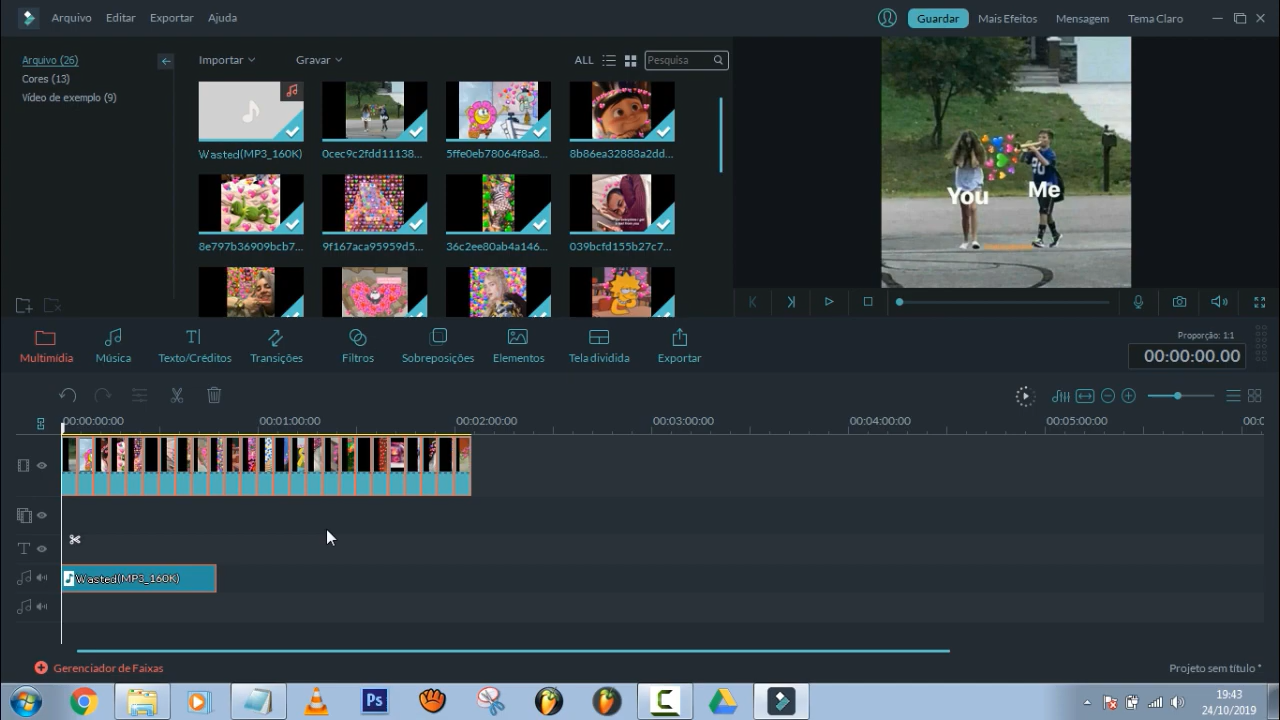 Arquivo Editar Exportar Ajuda
Guardar Mais Efeitos Mensagem Tema Claro
Arquivo (26)
Cores (13)
Vídeo de exemplo (9)
Importar Gravar ALL Pesquisa
Wasted(MP3_160K) 0cec9c2fdd11138... 5ffe0eb78064f8a8... 8b86ea32888a2dd...
8e797b36909bcb7... 9f167aca95959d5... 36c2ee80ab4a146... 039bcfd155b27c7...
You Me
Multimídia Música Texto/Créditos Transições Filtros Sobreposições Elementos Tela dividida Exportar
Proporção: 1:1
00:00:00.00
00:00:00:00 00:01:00:00 00:02:00:00 00:03:00:00 00:04:00:00 00:05:00:00
Wasted(MP3_160K)
Gerenciador de Faixas
Projeto sem título *
Ps
19:43
24/10/2019